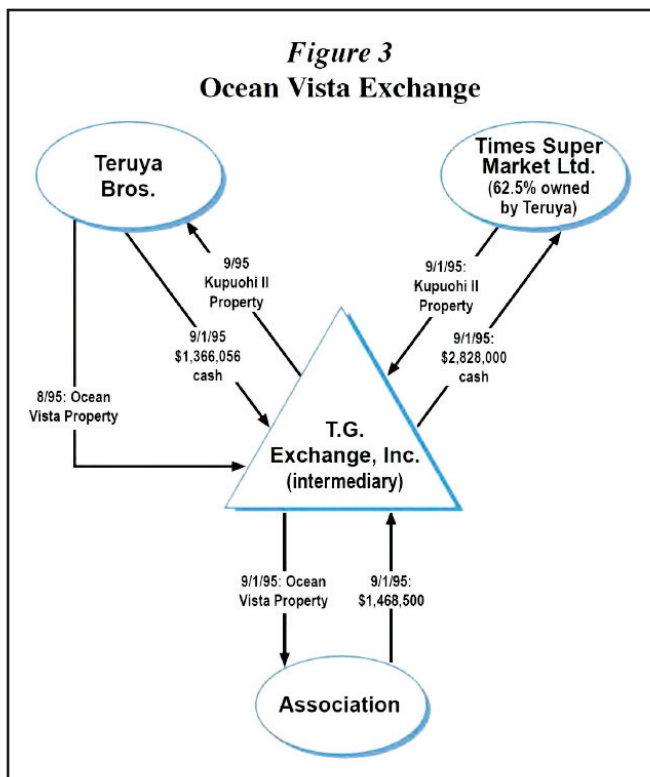 Figure 3
Ocean Vista Exchange
Teruya
Bros.
Times Super
Market Ltd.
(62.5% owned
by Teruya)
9/95
Kupuohi II
Property
9/1/95:
Kupuohi II
Property
9/1/95
$1,366,056
cash
9/1/95:
$2,828,000
cash
8/95: Ocean
Vista Property
T.G.
Exchange, Inc.
(intermediary)
9/1/95: Ocean
Vista Property
9/1/95:
$1,468,500
Association